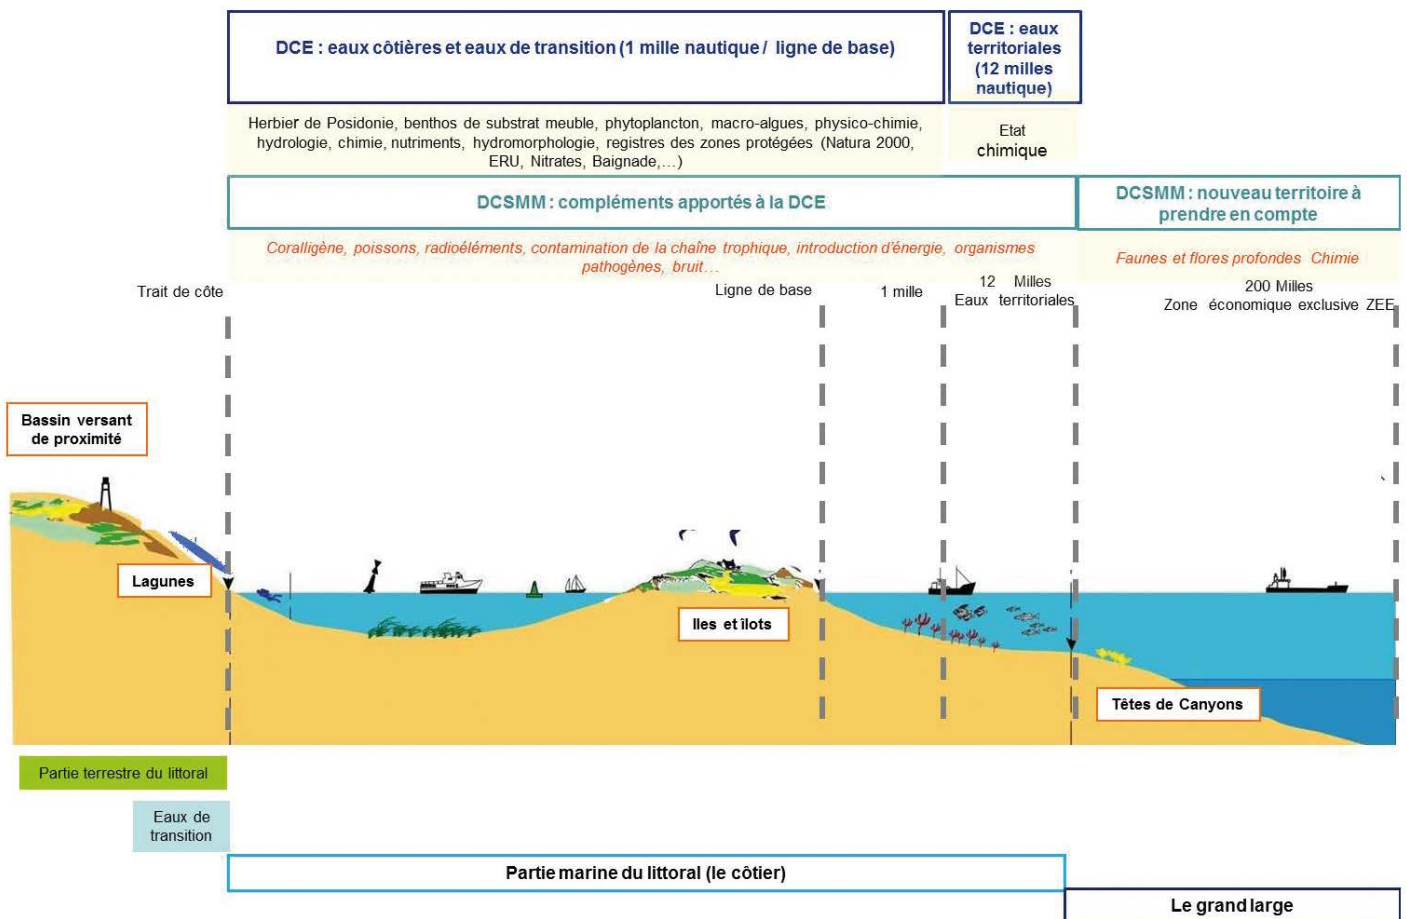 DCE : eaux côtières et eaux de transition (1 mille nautique / ligne de base)
DCE : eaux
territoriales
(12 milles
nautique)
Herbier de Posidonie, benthos de substrat meuble, phytoplancton, macro-algues, physico-chimie,
hydrologie, chimie, nutriments, hydromorphologie, registres des zones protégées (Natura 2000,
ERU, Nitrates, Baignade,…)
Etat
chimique
DCSMM : compléments apportés à la DCE
DCSMM : nouveau territoire à
prendre en compte
Coralligène, poissons, radioéléments, contamination de la chaîne trophique, introduction d'énergie, organismes
pathogènes, bruit…
Faunes et flores profondes Chimie
Trait de côte
Ligne de base
1 mille
12 Milles
Eaux territoriales
200 Milles
Zone économique exclusive ZEE
Bassin versant
de proximité
Lagunes
Iles et îlots
Têtes de Canyons
Partie terrestre du littoral
Eaux de
transition
Partie marine du littoral (le côtier)
Le grand large